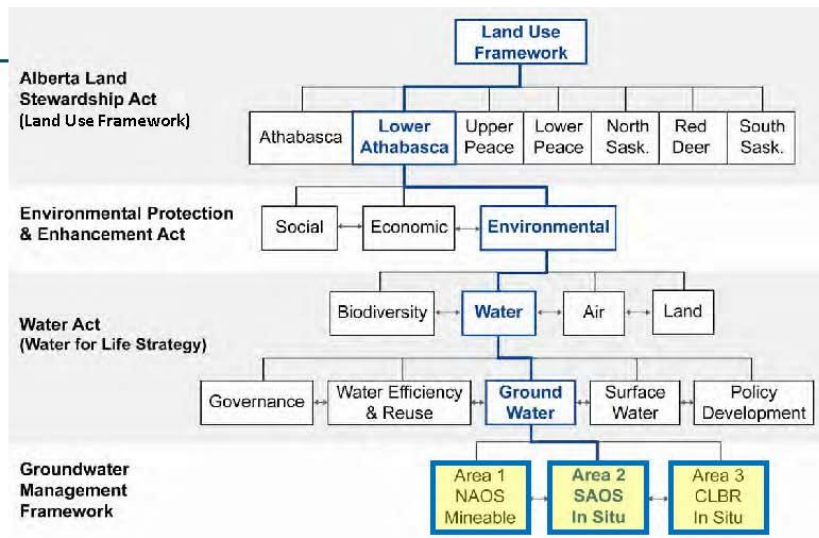 Land Use
Framework
Alberta Land
Stewardship Act
(Land Use Framework)
Athabasca
Lower
Athabasca
Upper
Peace
Lower
Peace
North
Sask.
Red
Deer
South
Sask.
Environmental Protection
& Enhancement Act
Social
Economic
Environmental
Water Act
(Water for Life Strategy)
Biodiversity
Water
Air
Land
Governance
Water Efficiency
& Reuse
Ground
Water
Surface
Water
Policy
Development
Groundwater
Management
Framework
Area 1
NAOS
Mineable
Area 2
SAOS
In Situ
Area 3
CLBR
In Situ